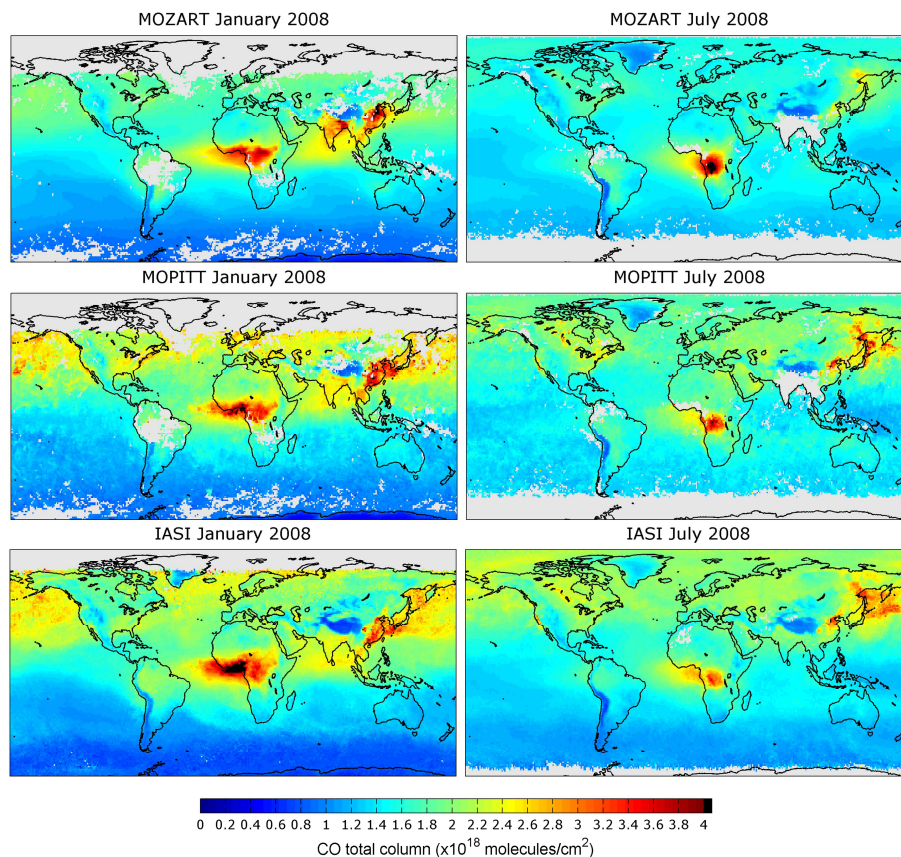 MOZART January 2008
MOZART July 2008
MOPITT January 2008
MOPITT July 2008
IASI January 2008
IASI July 2008
0 0.2 0.4 0.6 0.8 1 1.2 1.4 1.6 1.8 2 2.2 2.4 2.6 2.8 3 3.2 3.4 3.6 3.8 4
CO total column (x10¹⁸ molecules/cm²)